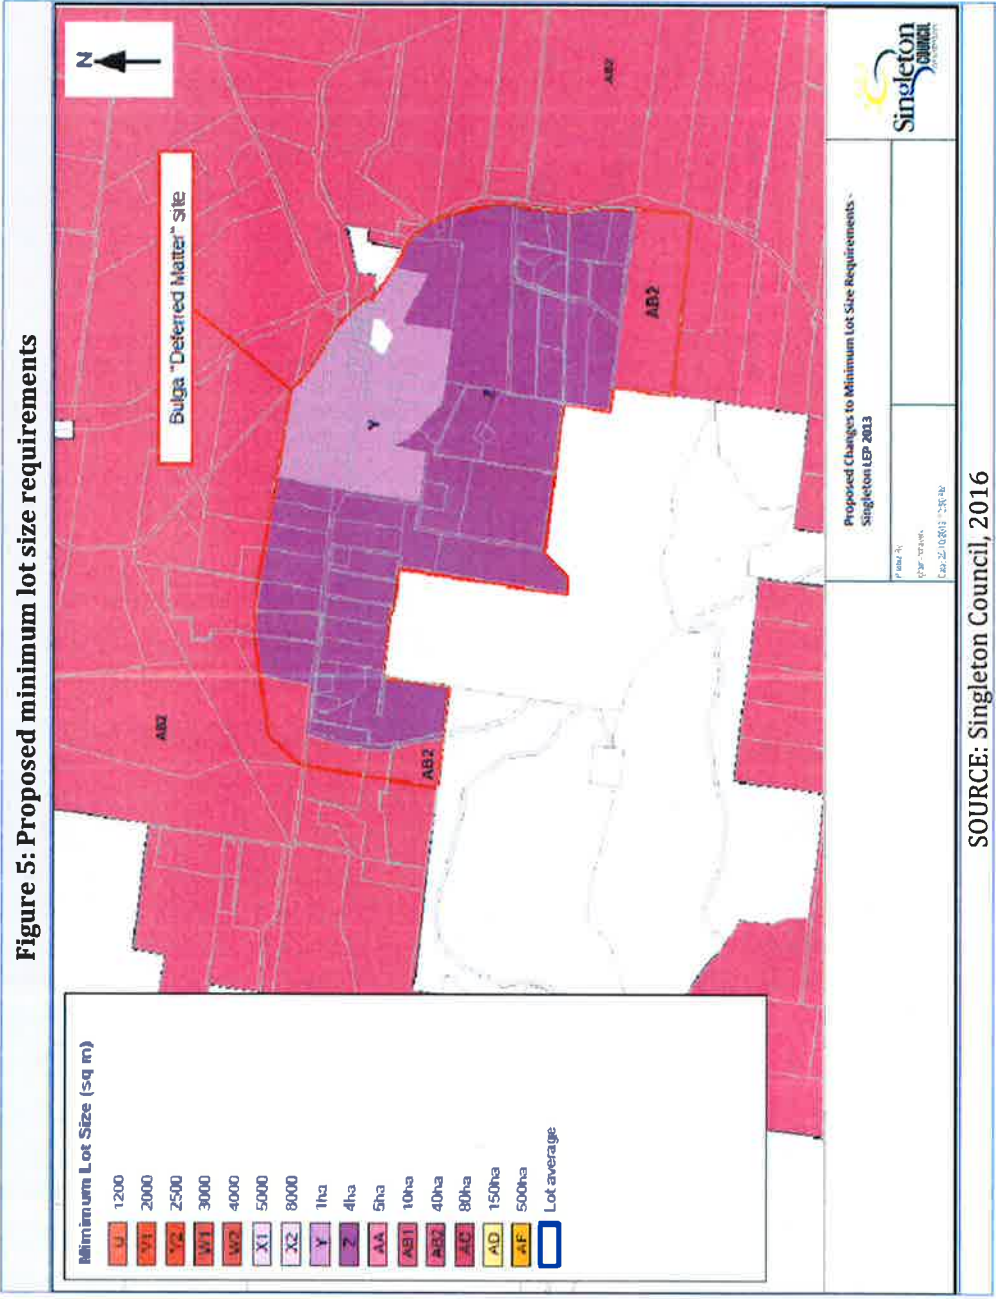 Figure 5: Proposed minimum lot size requirements
Minimum Lot Size (sq m)
U 1200
V1 2000
V2 2500
W1 3000
W2 4000
X1 5000
X2 8000
Y 1ha
Z 4ha
AA 5ha
AB1 10ha
AB2 40ha
AC 80ha
AD 150ha
AF 500ha
Lot average
AB2
AB2
Y
Z
AB2
AB2
Bulga "Deferred Matter" site
N
Proposed Changes to Minimum Lot Size Requirements -
Singleton LEP 2013
Singleton
COUNCIL
SOURCE: Singleton Council, 2016